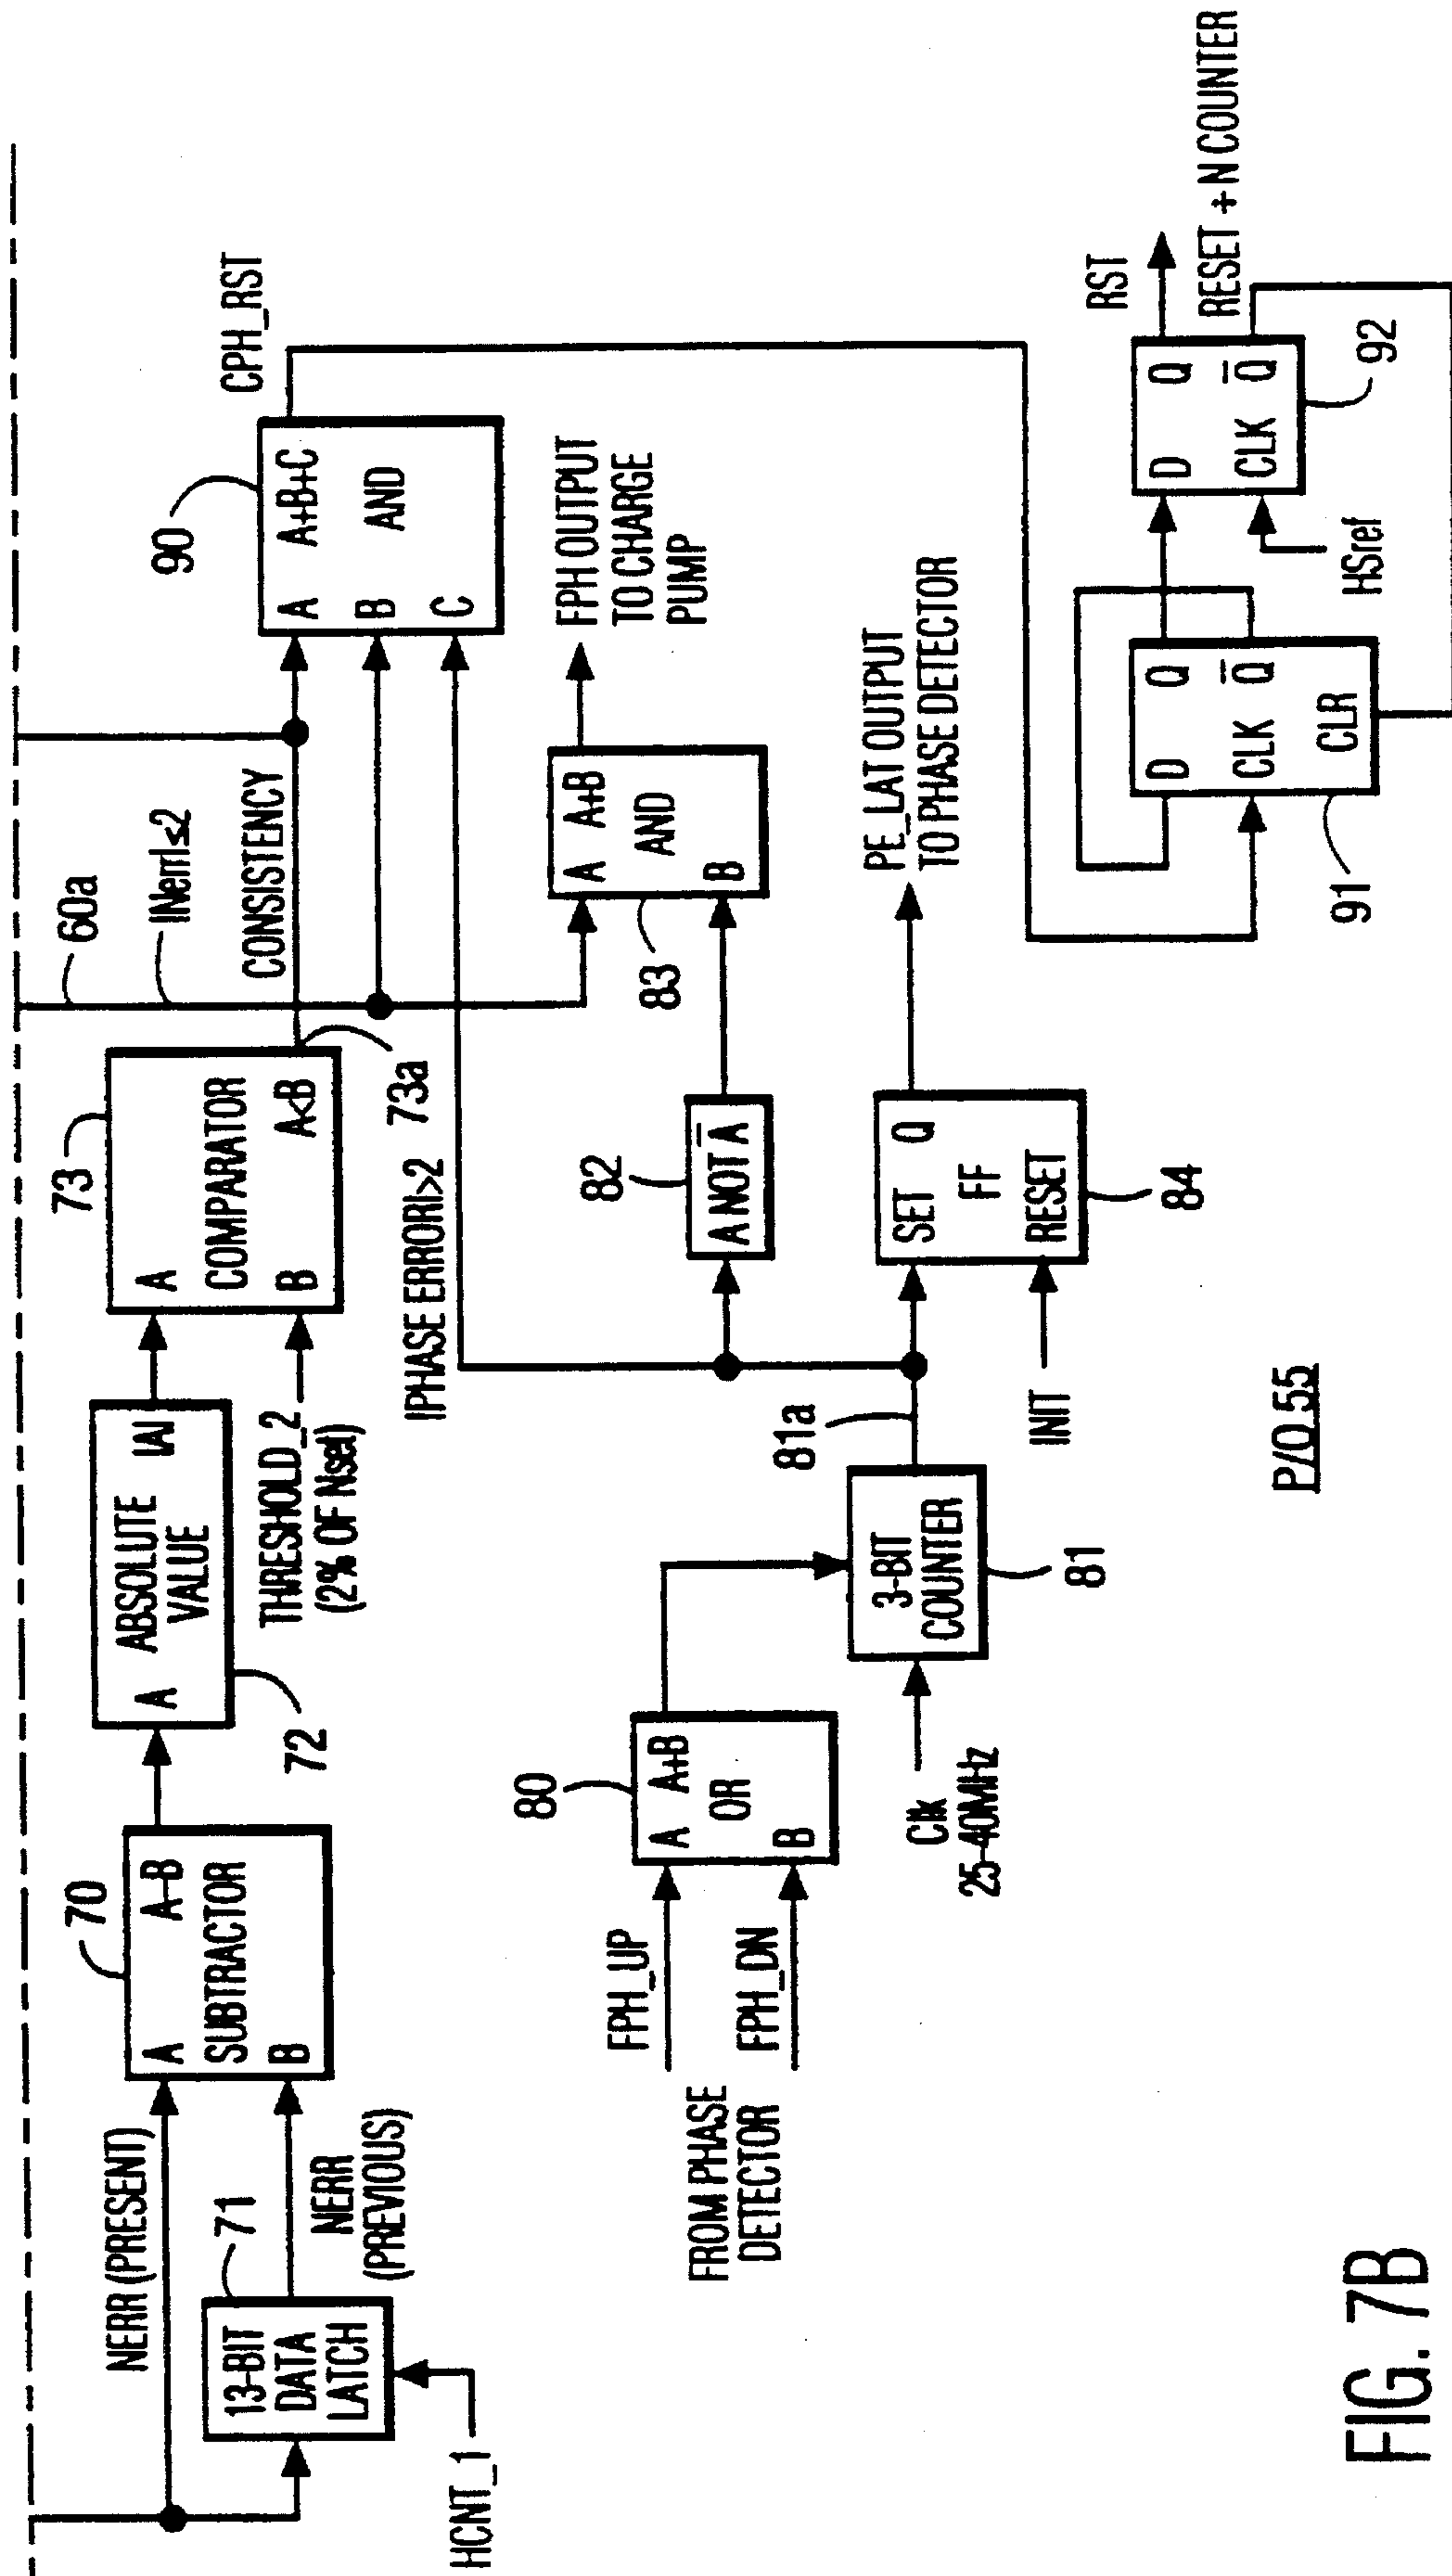 60a
|Nerr|≤2
NERR (PRESENT)
70
A A-B
SUBTRACTOR
B
A ABSOLUTE |A|
VALUE
72
73
A
COMPARATOR
B A<B
73a
CONSISTENCY
90
A A+B+C
B AND
C
CPH_RST
13-BIT
DATA
LATCH
71
NERR
(PREVIOUS)
HCNT_1
THRESHOLD_2
(2% OF Nset)
|PHASE ERROR|>2
FPH OUTPUT
TO CHARGE
PUMP
A A+B
AND
B
83
82
A NOT A̅
FROM PHASE
DETECTOR
FPH_UP
FPH_DN
80
A A+B
OR
B
Clk
25-40MHz
3-BIT
COUNTER
81
81a
INIT
SET Q
FF
RESET
84
PE_LAT OUTPUT
TO PHASE DETECTOR
D Q
CLK Q̅
CLR
91
HSref
D Q
CLK Q̅
92
RST
RESET ÷ N COUNTER
P/O 55
FIG. 7B